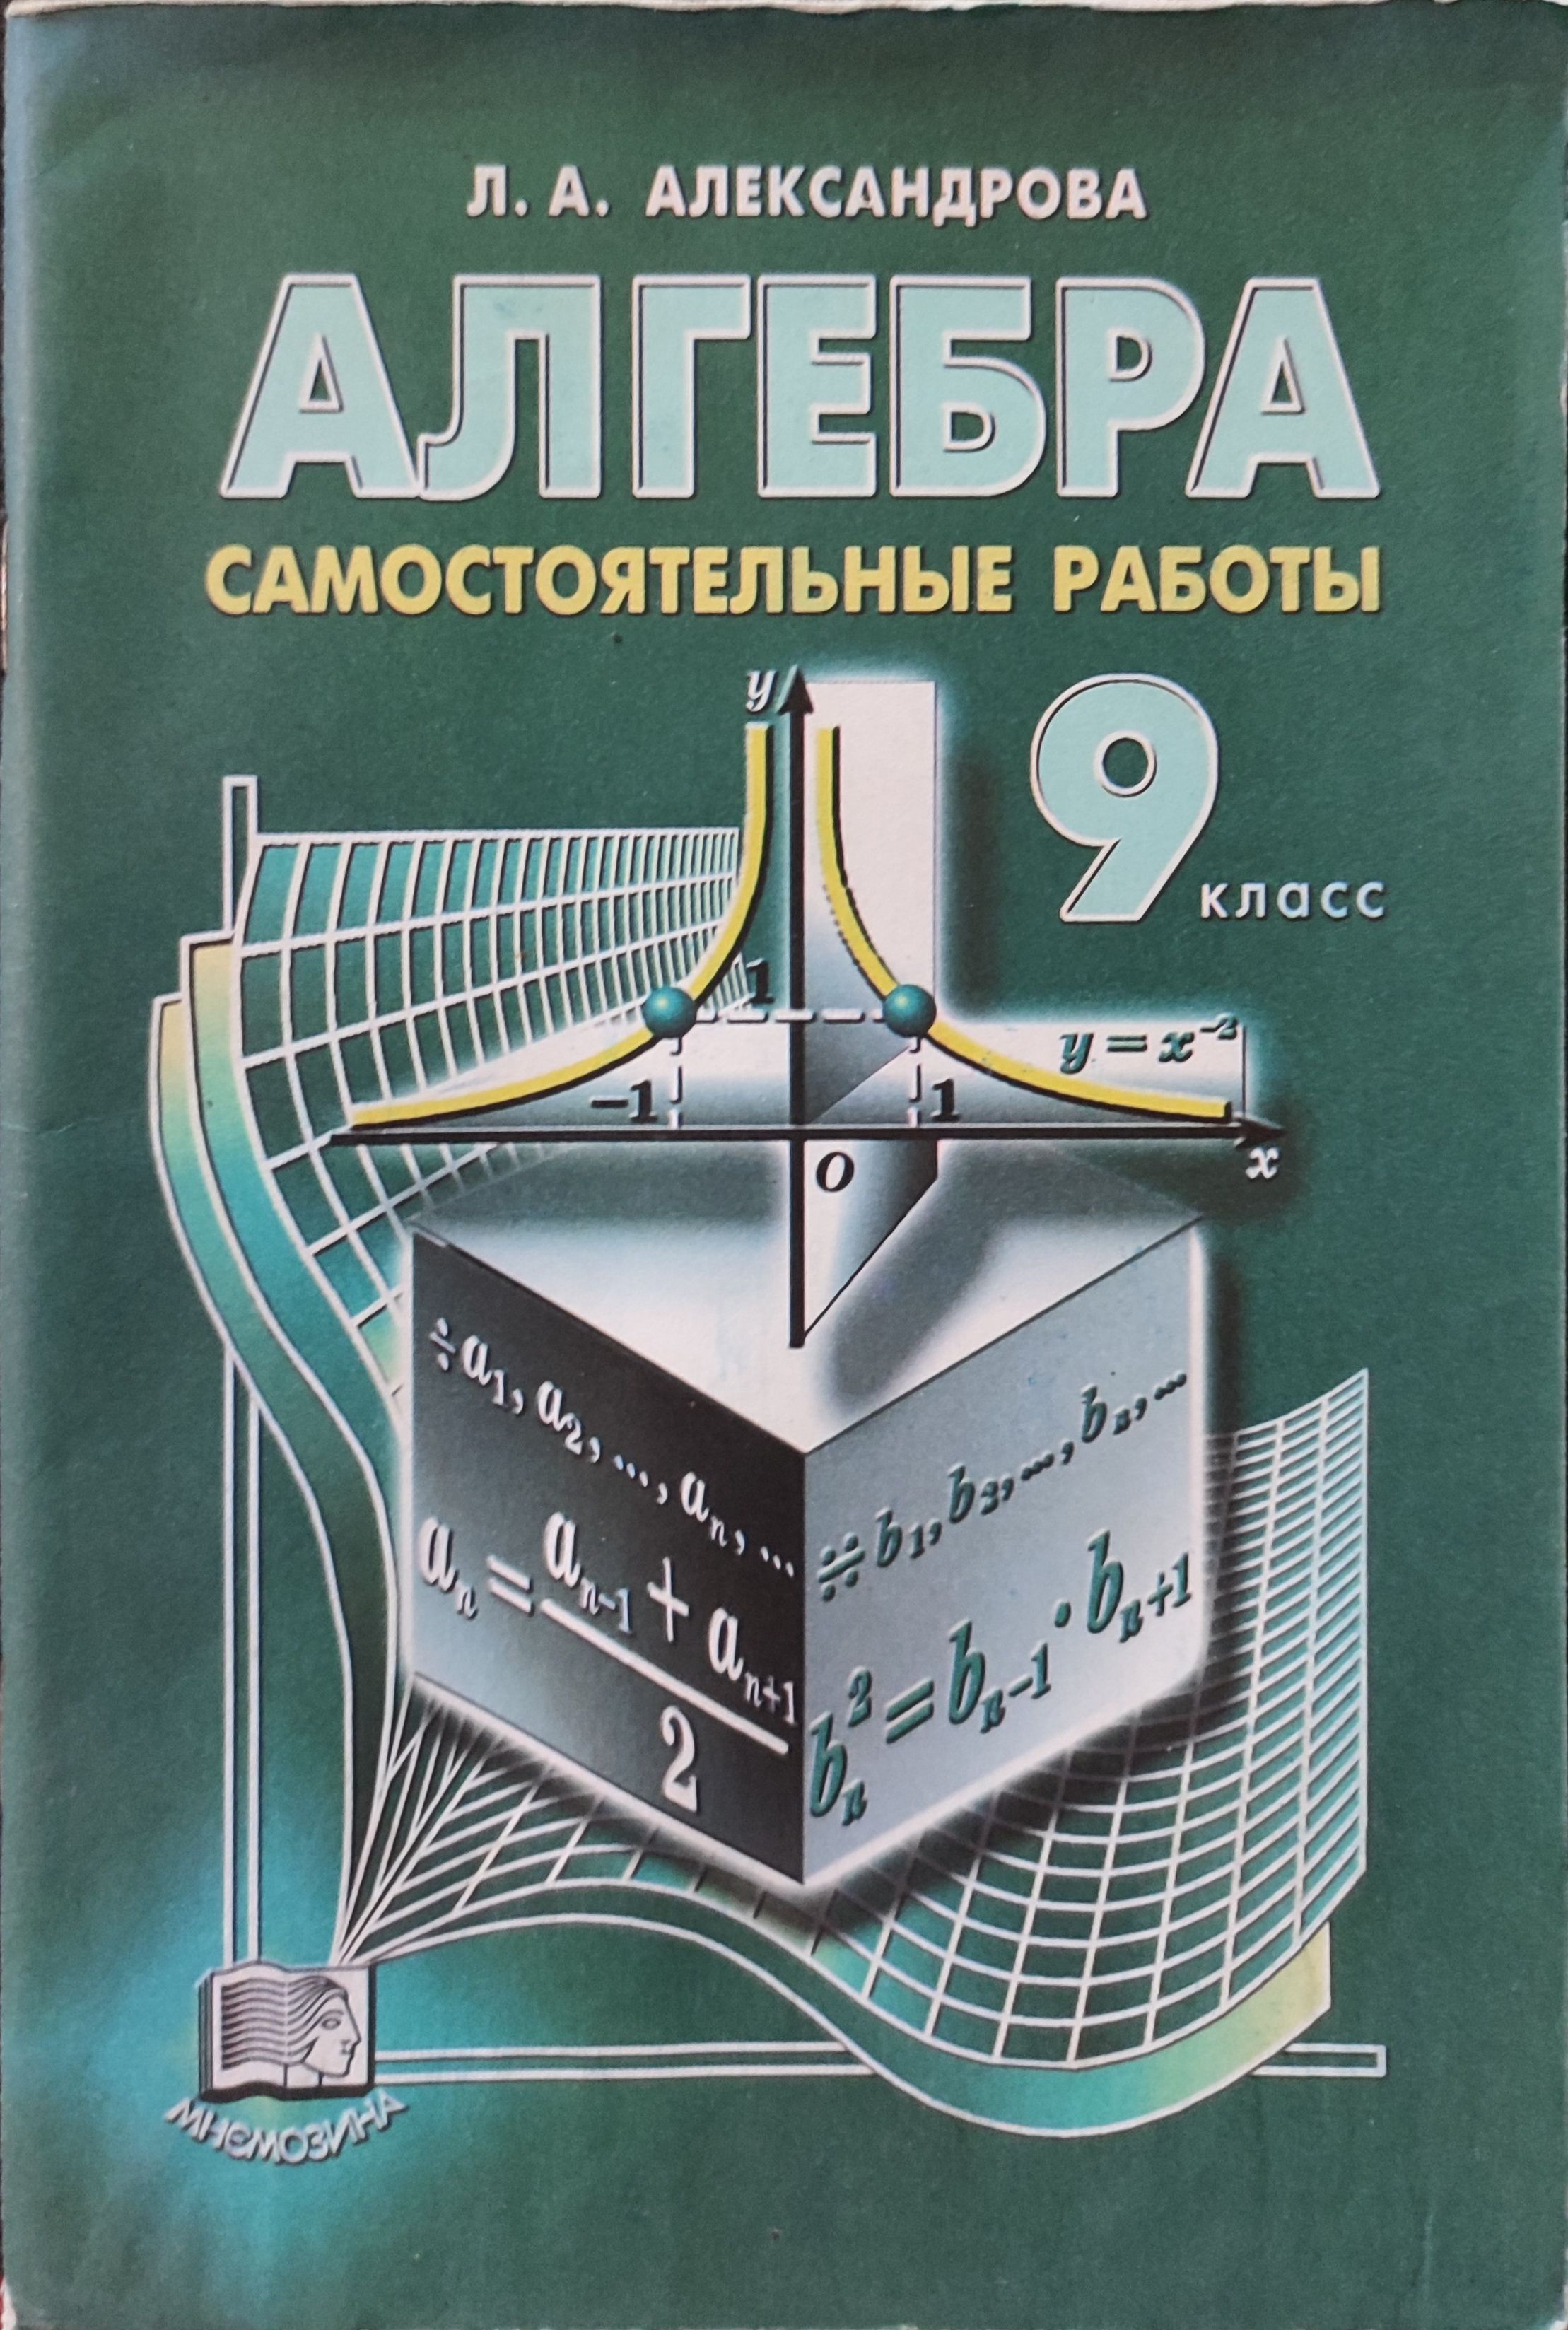 Л. А. АЛЕКСАНДРОВА
АЛГЕБРА
САМОСТОЯТЕЛЬНЫЕ РАБОТЫ
9 класс
y
1
y = x⁻²
-1
1
0
x
÷a₁, a₂, ..., aₙ, ...
aₙ = (aₙ₋₁ + aₙ₊₁)/2
÷÷b₁, b₂, ..., bₙ, ...
bₙ² = bₙ₋₁ · bₙ₊₁
МНЕМОЗИНА